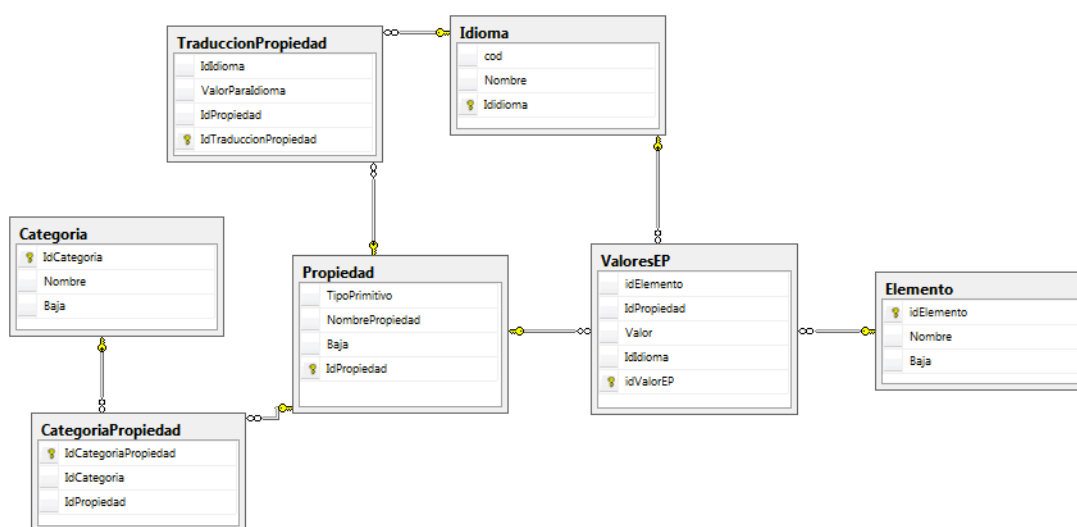 TraduccionPropiedad
IdIdioma
ValorParaIdioma
IdPropiedad
IdTraduccionPropiedad
Idioma
cod
Nombre
Ididioma
Categoria
IdCategoria
Nombre
Baja
Propiedad
TipoPrimitivo
NombrePropiedad
Baja
IdPropiedad
ValoresEP
idElemento
IdPropiedad
Valor
IdIdioma
idValorEP
Elemento
idElemento
Nombre
Baja
CategoriaPropiedad
IdCategoriaPropiedad
IdCategoria
IdPropiedad